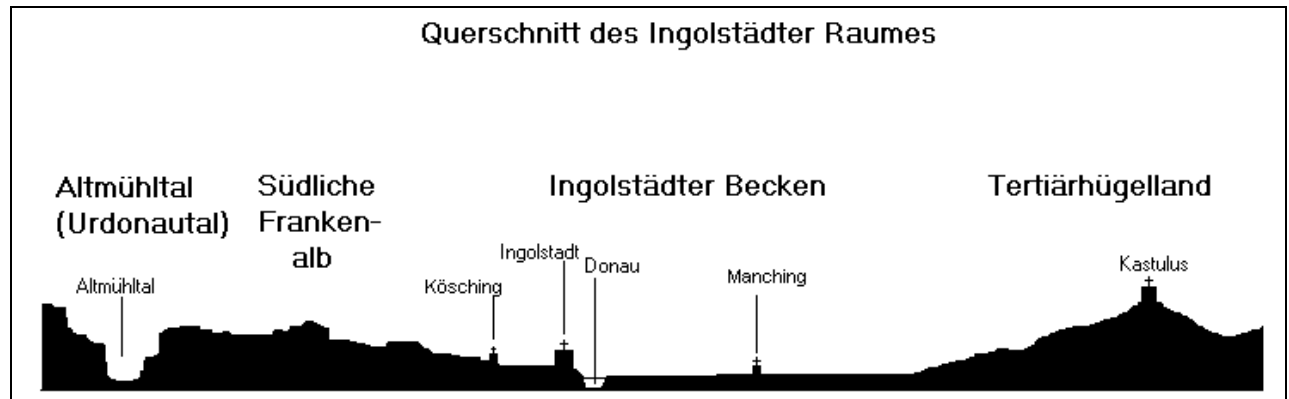 Querschnitt des Ingolstädter Raumes
Altmühltal
(Urdonautal)
Südliche
Franken-
alb
Ingolstädter Becken
Tertiärhügelland
Altmühltal
Kösching
Ingolstadt
Donau
Manching
Kastulus